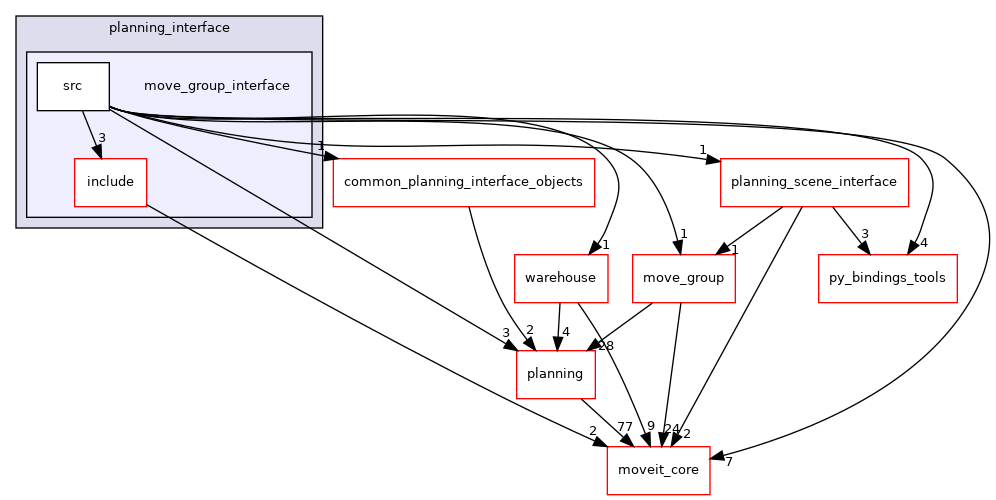 planning_interface
src
move_group_interface
3
1
1
include
common_planning_interface_objects
planning_scene_interface
1
1
1
3
4
warehouse
move_group
py_bindings_tools
3
2
4
28
planning
2
77
9
24
2
7
moveit_core